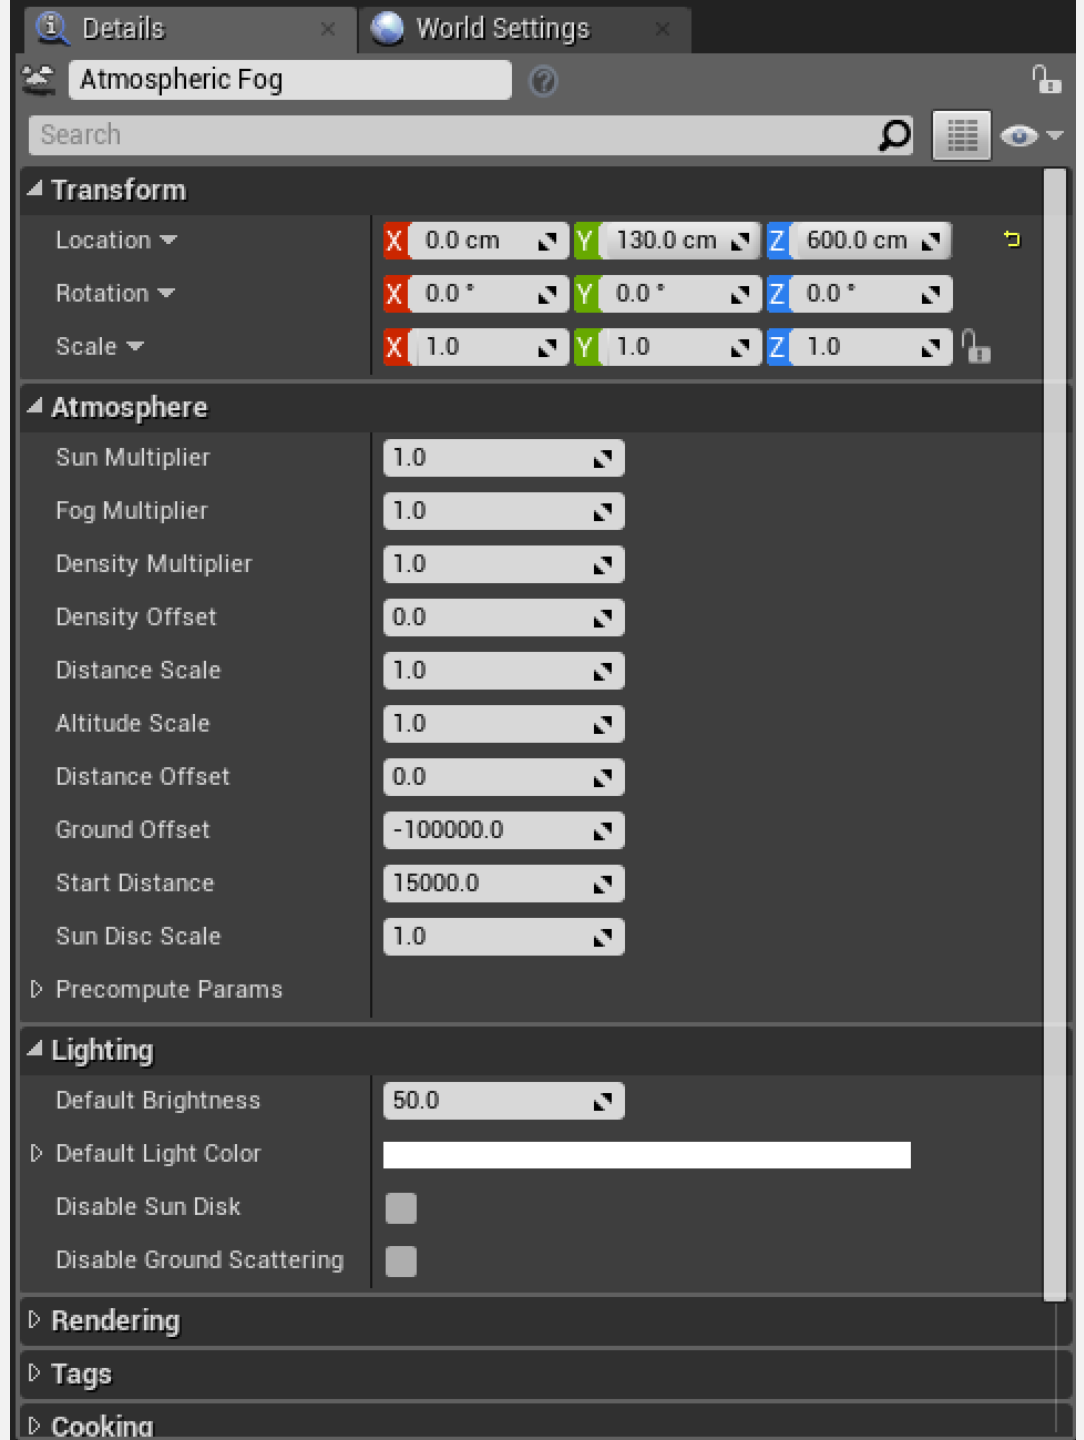 Details × World Settings ×
Atmospheric Fog ?
Search
Transform
Location X 0.0 cm Y 130.0 cm Z 600.0 cm
Rotation X 0.0 ° Y 0.0 ° Z 0.0 °
Scale X 1.0 Y 1.0 Z 1.0
Atmosphere
Sun Multiplier 1.0
Fog Multiplier 1.0
Density Multiplier 1.0
Density Offset 0.0
Distance Scale 1.0
Altitude Scale 1.0
Distance Offset 0.0
Ground Offset -100000.0
Start Distance 15000.0
Sun Disc Scale 1.0
Precompute Params
Lighting
Default Brightness 50.0
Default Light Color
Disable Sun Disk
Disable Ground Scattering
Rendering
Tags
Cooking